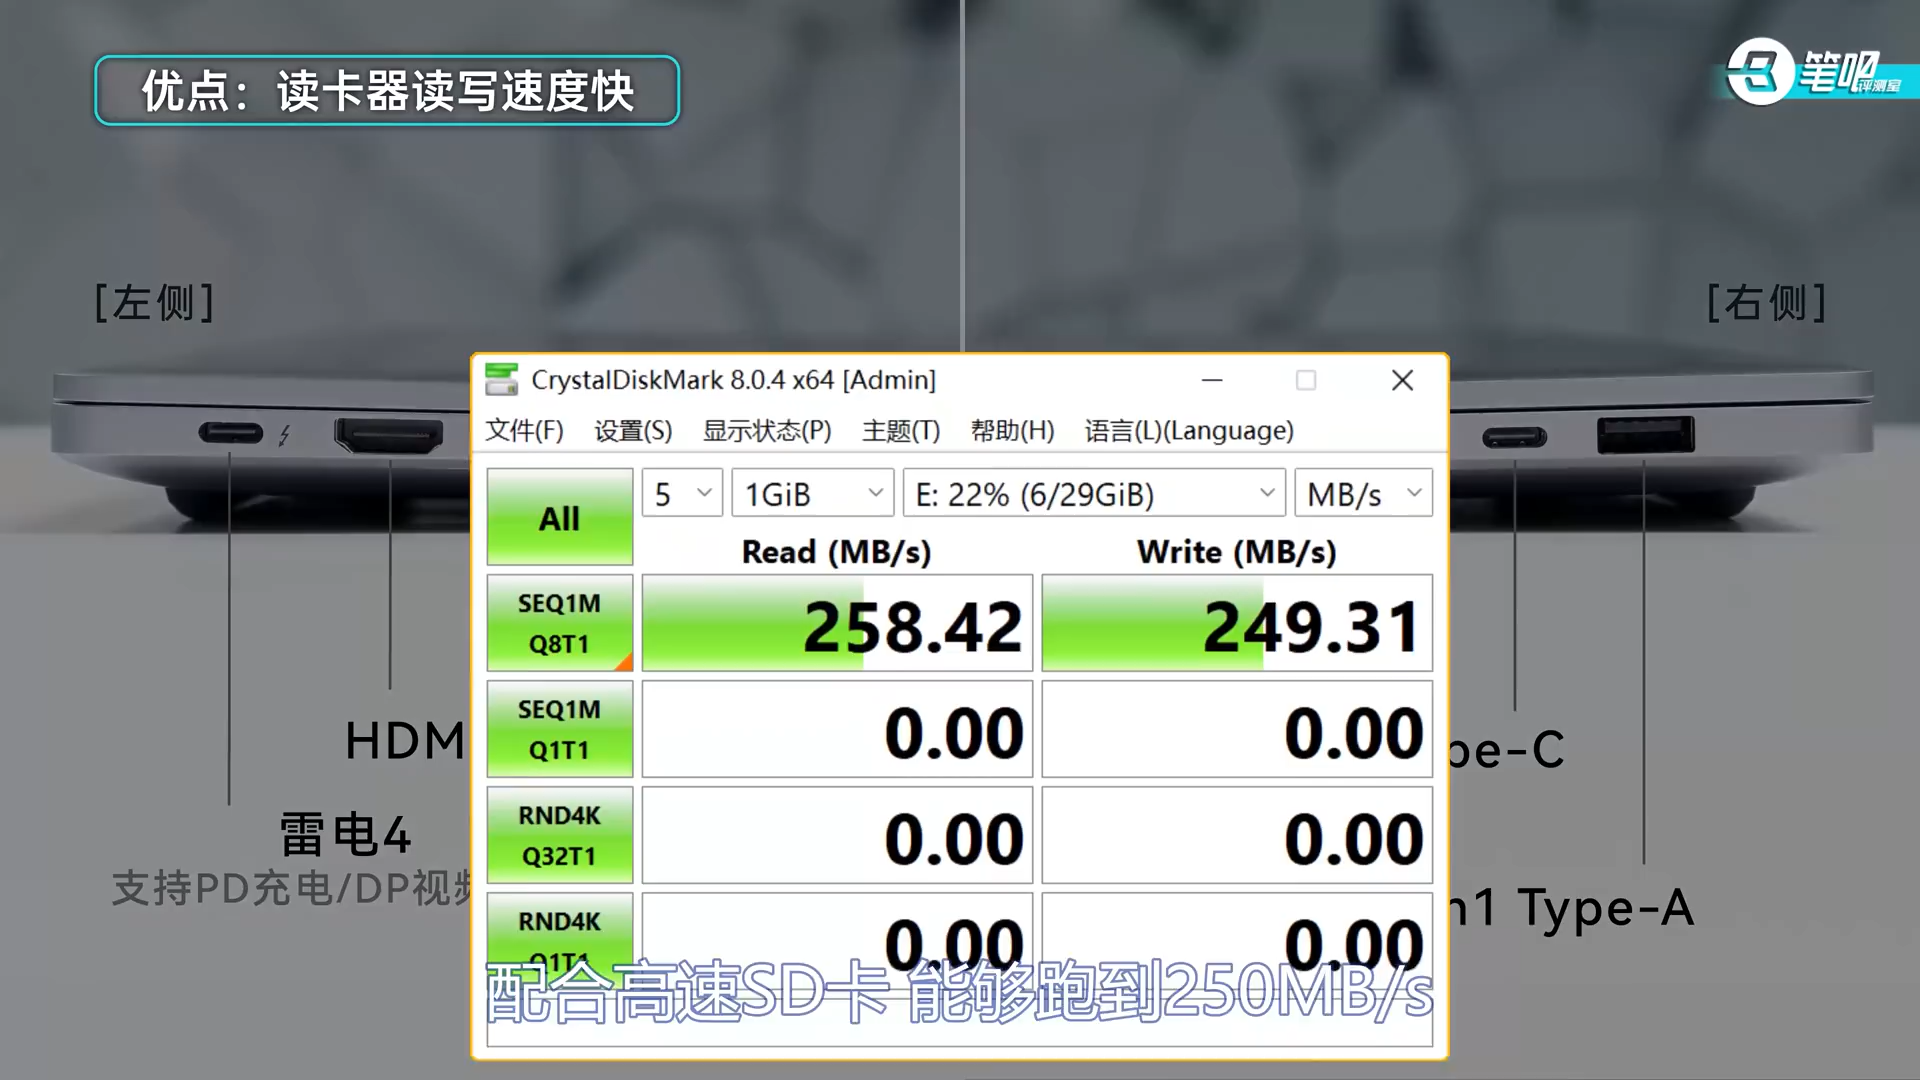 优点：读卡器读写速度快
笔吧评测室
[左侧]
[右侧]
CrystalDiskMark 8.0.4 x64 [Admin]
文件(F) 设置(S) 显示状态(P) 主题(T) 帮助(H) 语言(L)(Language)
All 5 1GiB E: 22% (6/29GiB) MB/s
Read (MB/s) Write (MB/s)
SEQ1M
Q8T1
258.42 249.31
SEQ1M
Q1T1
0.00 0.00
RND4K
Q32T1
0.00 0.00
RND4K
Q1T1
0.00 0.00
HDM
雷电4
支持PD充电/DP视频
pe-C
n1 Type-A
配合高速SD卡 能够跑到250MB/s